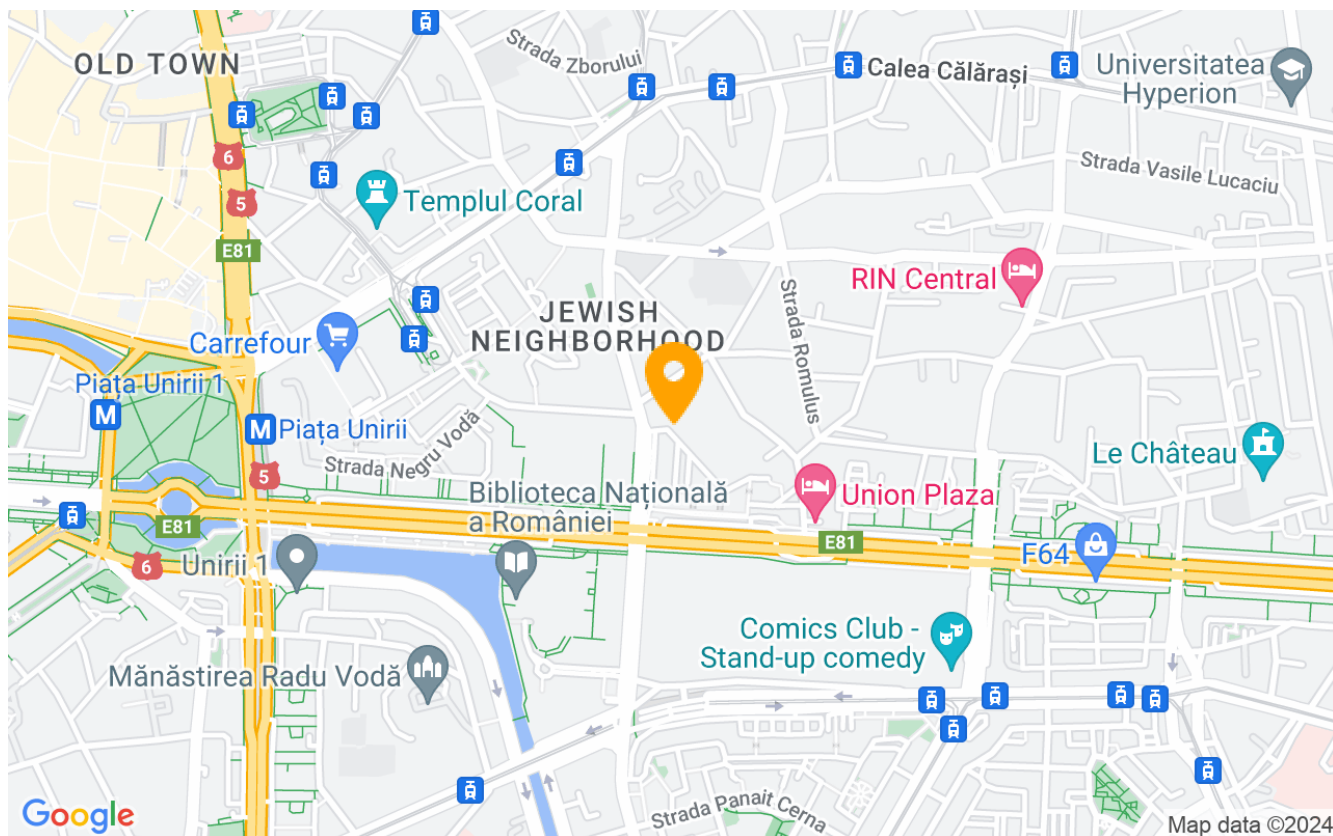 OLD TOWN
Strada Zborului
Calea Călărași
Universitatea
Hyperion
6
5
E81
Strada Vasile Lucaciu
Templul Coral
RIN Central
JEWISH
NEIGHBORHOOD
Strada Romulus
Carrefour
Piața Unirii 1
M
M
Piața Unirii
Strada Negru Vodă
5
Le Château
Biblioteca Națională
a României
Union Plaza
E81
E81
6
Unirii 1
F64
Comics Club -
Stand-up comedy
Mănăstirea Radu Vodă
Strada Panait Cerna
Google
Map data ©2024